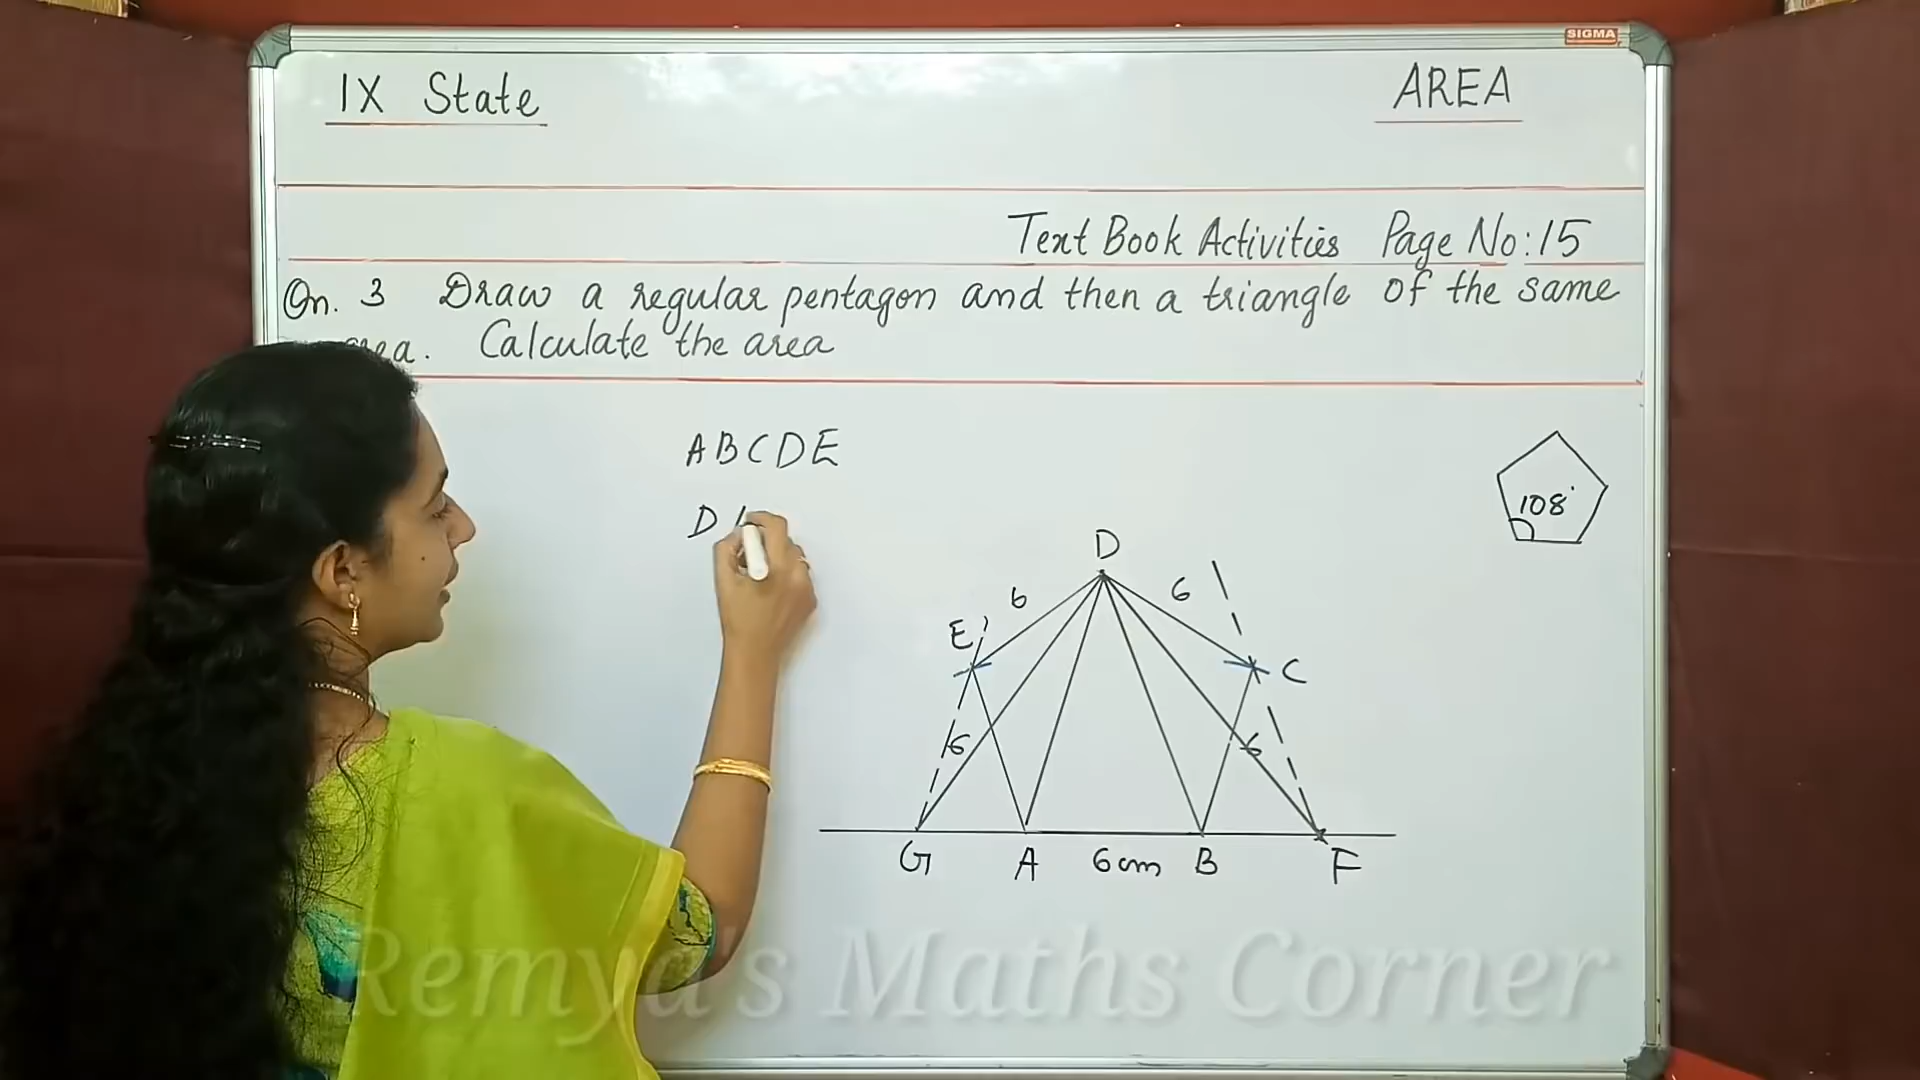 SIGMA
IX State
AREA
Text Book Activities Page No:15
Qn. 3 Draw a regular pentagon and then a triangle of the same
area. Calculate the area
ABCDE
D
108°
D
6 6
E
C
6 6
G A 6cm B F
Remya's Maths Corner